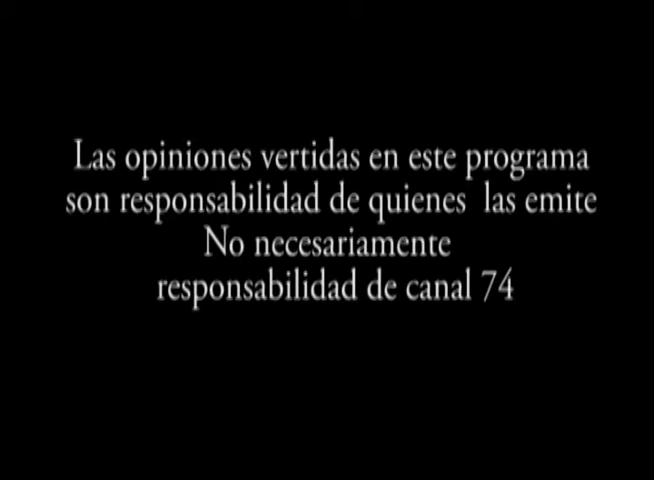 Las opiniones vertidas en este programa
son responsabilidad de quienes las emite
No necesariamente
responsabilidad de canal 74